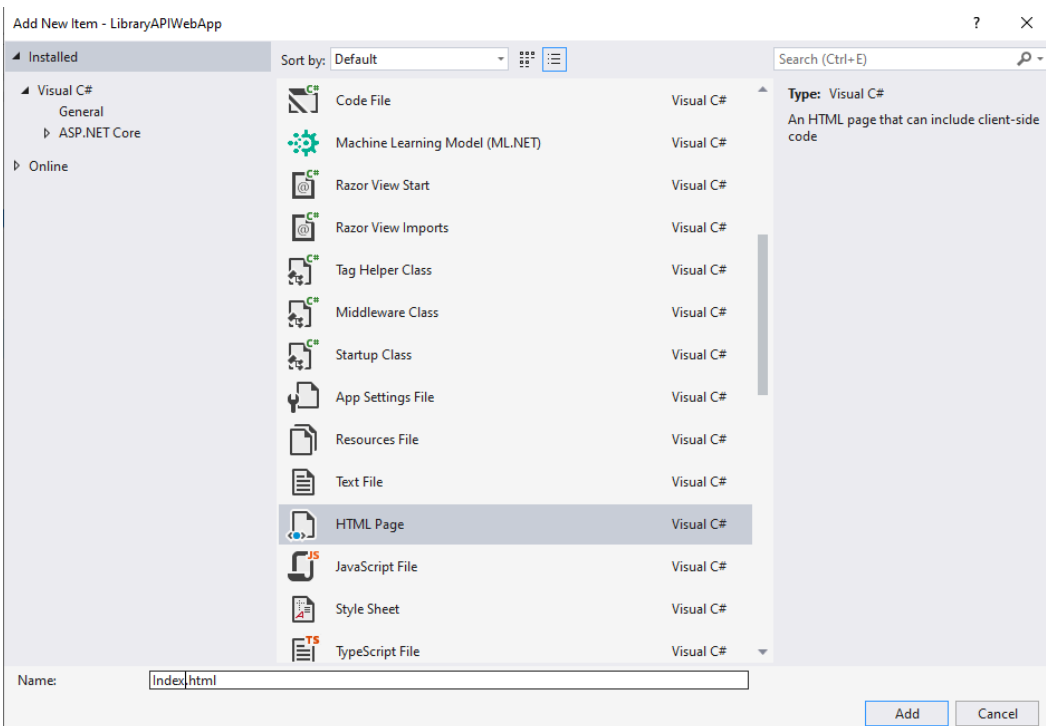 Add New Item - LibraryAPIWebApp
? ×
Installed
Visual C#
General
ASP.NET Core
Online
Sort by: Default
Search (Ctrl+E)
C# Code File Visual C#
Machine Learning Model (ML.NET) Visual C#
C# @ Razor View Start Visual C#
C# @ Razor View Imports Visual C#
C# Tag Helper Class Visual C#
C# Middleware Class Visual C#
C# Startup Class Visual C#
App Settings File Visual C#
Resources File Visual C#
Text File Visual C#
HTML Page Visual C#
JS JavaScript File Visual C#
A Style Sheet Visual C#
TS TypeScript File Visual C#
Type: Visual C#
An HTML page that can include client-side
code
Name: Index.html
Add Cancel